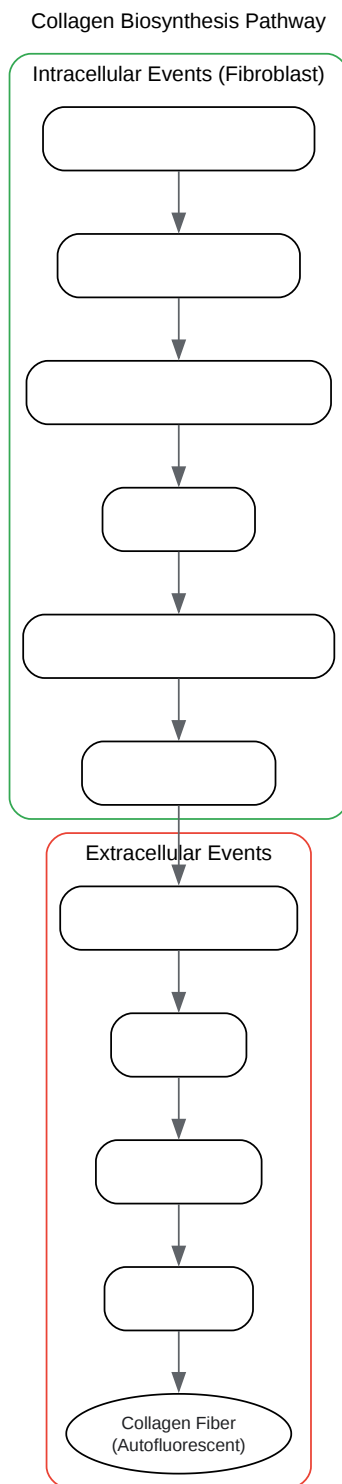 Collagen Biosynthesis Pathway
Intracellular Events (Fibroblast)
Extracellular Events
Collagen Fiber
(Autofluorescent)